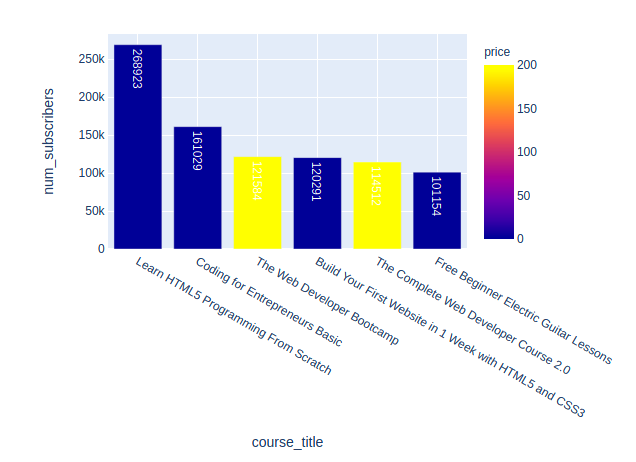 price
250k
200k
150k
100k
50k
0
num_subscribers
268923
161029
121584
120291
114512
101154
200
150
100
50
0
Learn HTML5 Programming From Scratch
Coding for Entrepreneurs Basic
The Web Developer Bootcamp
Build Your First Website in 1 Week with HTML5 and CSS3
The Complete Web Developer Course 2.0
Free Beginner Electric Guitar Lessons
course_title